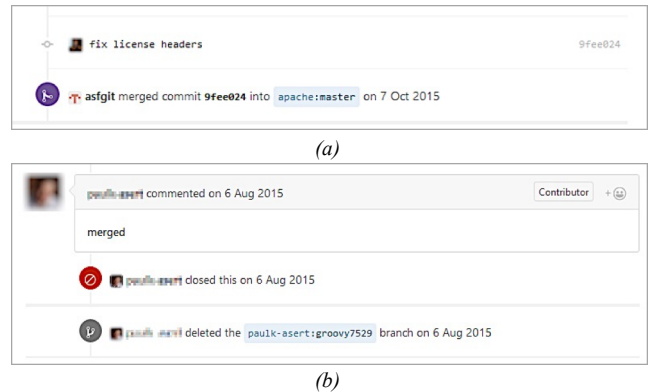 fix license headers 9fee024
asfgit merged commit 9fee024 into apache:master on 7 Oct 2015
(a)
commented on 6 Aug 2015 Contributor +
merged
closed this on 6 Aug 2015
deleted the paulk-asert:groovy7529 branch on 6 Aug 2015
(b)